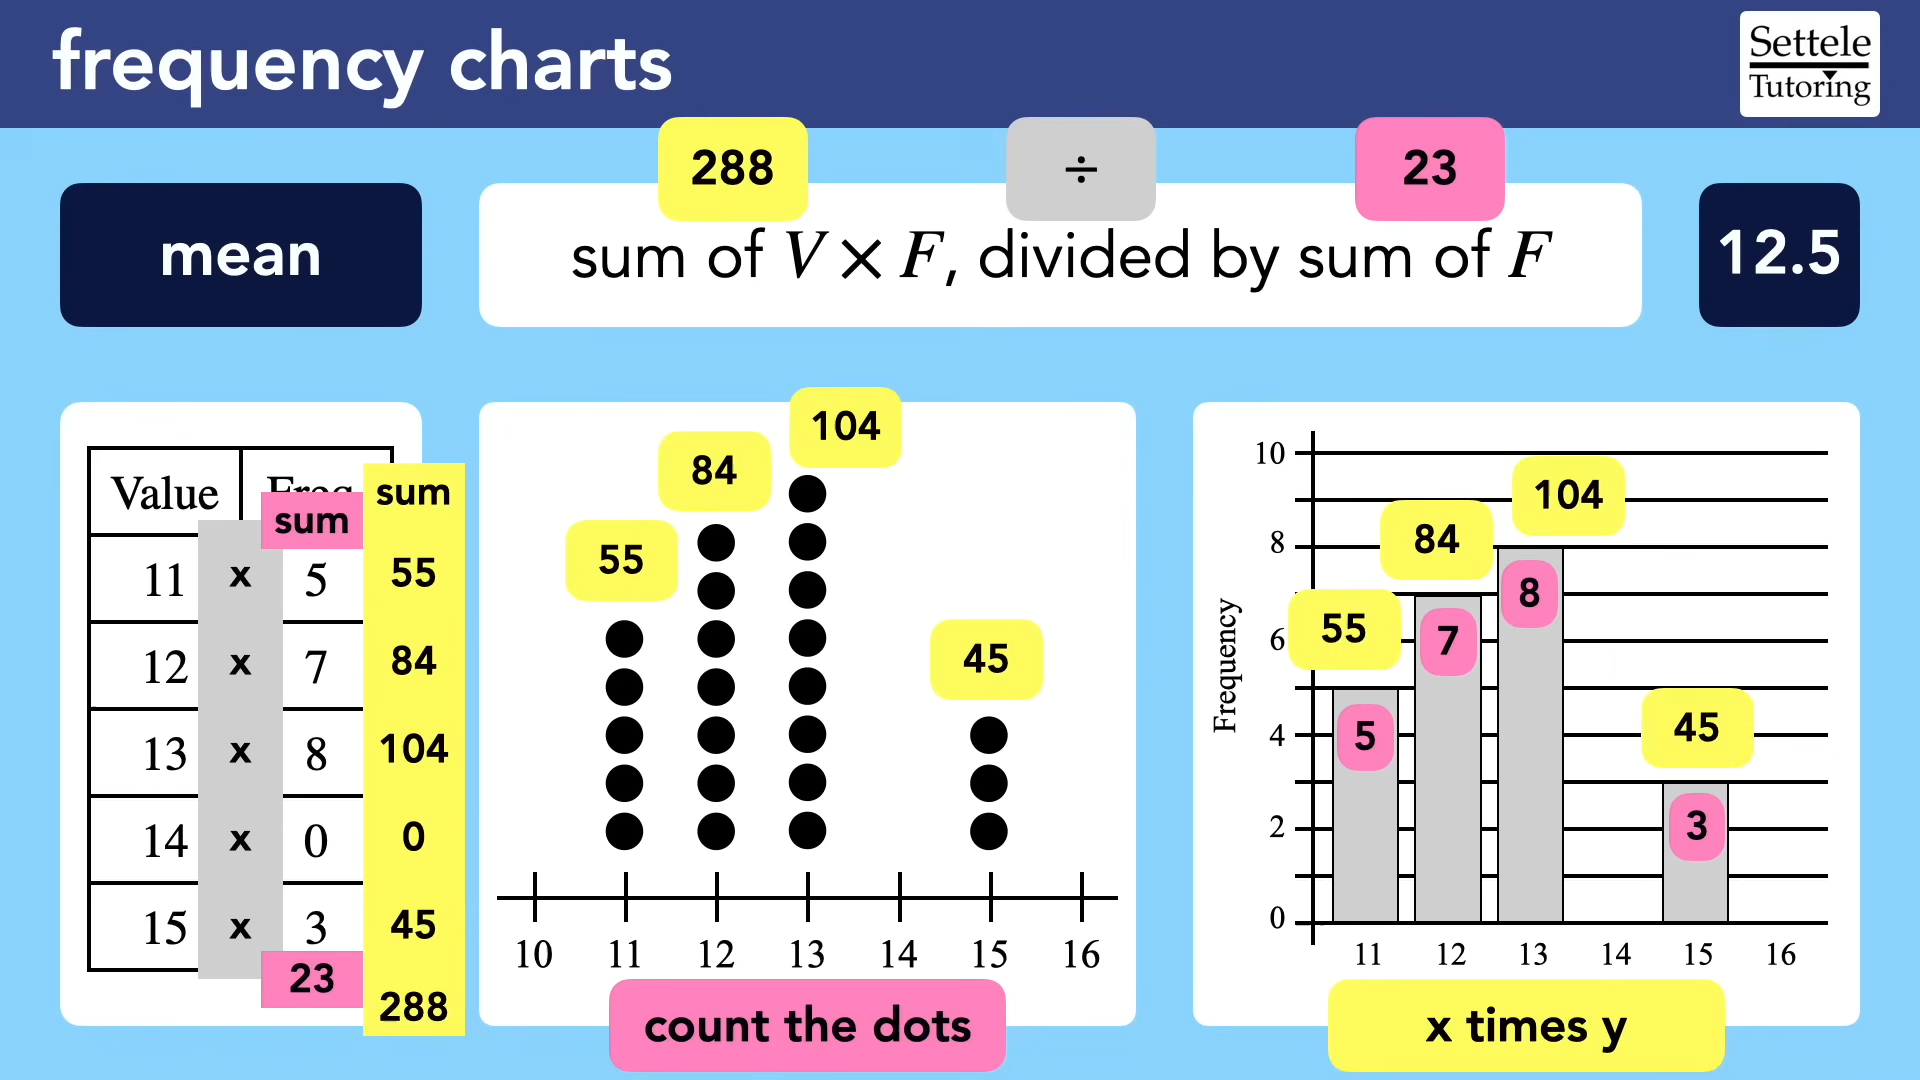 frequency charts
Settele
Tutoring
288 ÷ 23
mean
sum of V × F, divided by sum of F
12.5
Value
sum
sum
11 x 5 55
12 x 7 84
13 x 8 104
14 x 0 0
15 x 3 45
23
288
55
84
104
45
10 11 12 13 14 15 16
count the dots
Frequency
10
8
6
4
2
0
55
84
104
45
5
7
8
3
11 12 13 14 15 16
x times y